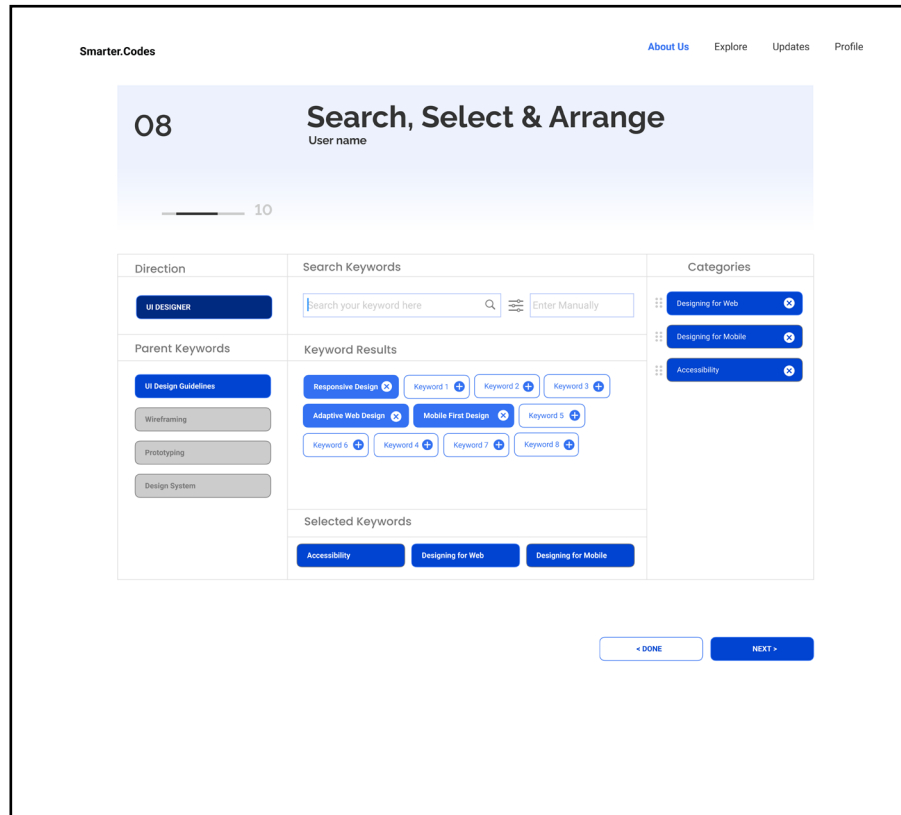 Smarter.Codes
About Us Explore Updates Profile
08
Search, Select & Arrange
User name
10
Direction
UI DESIGNER
Parent Keywords
UI Design Guidelines
Wireframing
Prototyping
Design System
Search Keywords
Search your keyword here
Enter Manually
Keyword Results
Responsive Design Keyword 1 Keyword 2 Keyword 3
Adaptive Web Design Mobile First Design Keyword 5
Keyword 6 Keyword 4 Keyword 7 Keyword 8
Selected Keywords
Accessibility Designing for Web Designing for Mobile
Categories
Designing for Web
Designing for Mobile
Accessibility
< DONE NEXT >